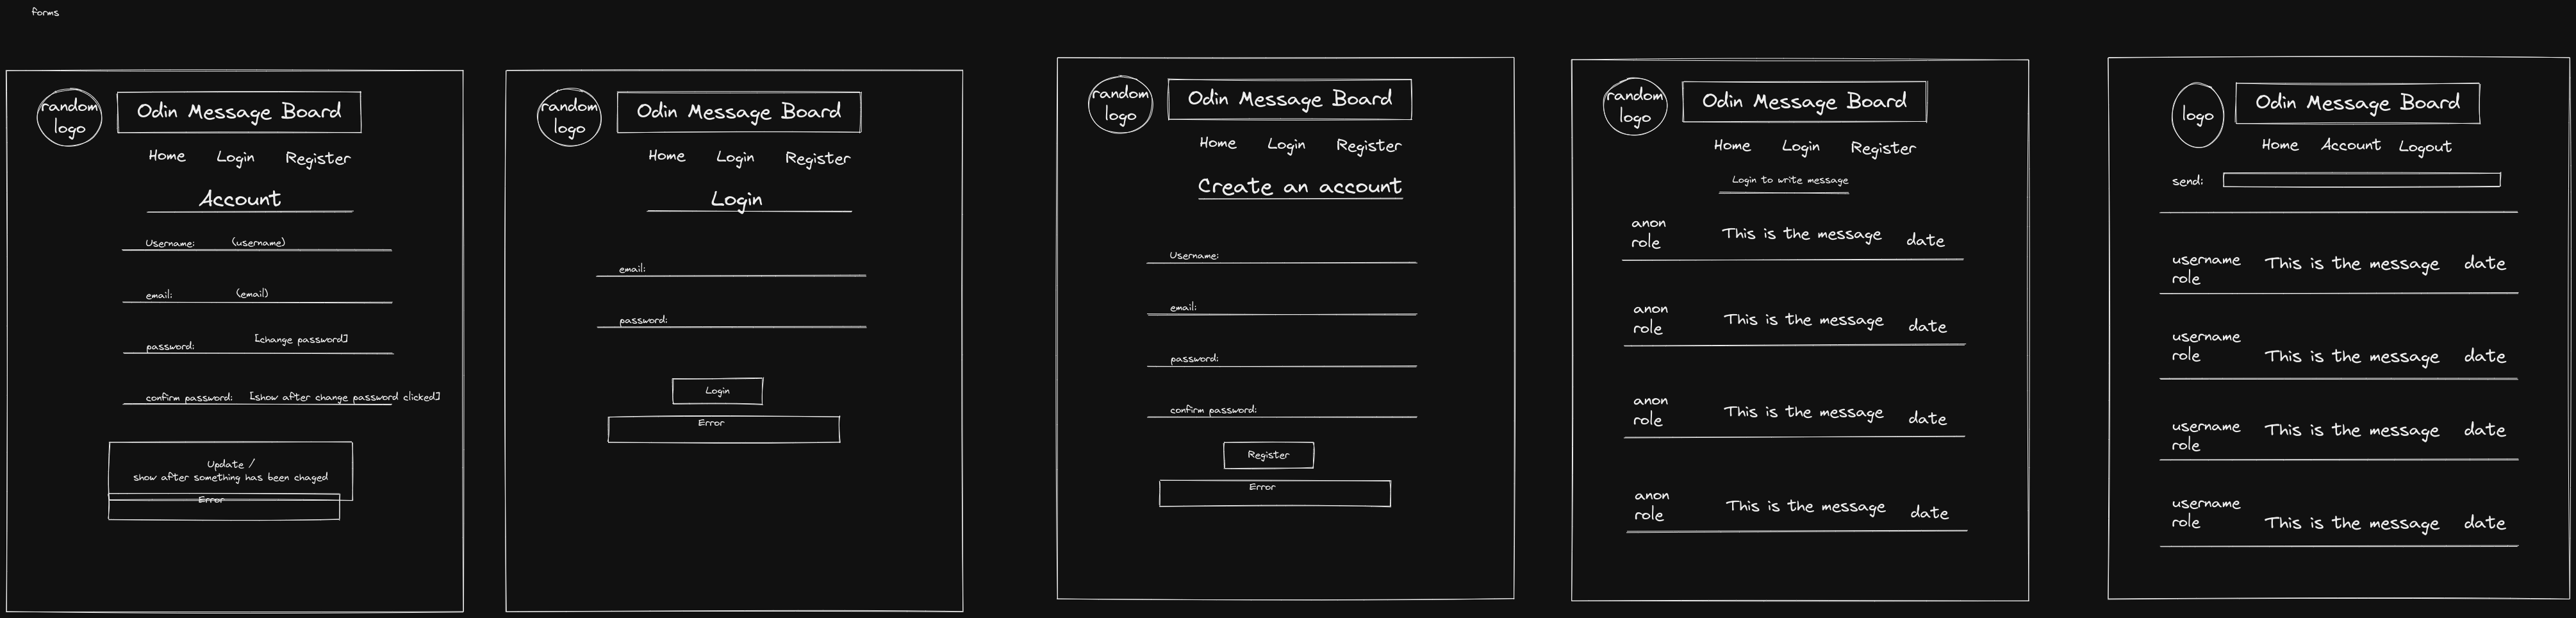 forms
random
logo
Odin Message Board
Home Login Register
Account
Username: (username)
email: (email)
password: [change password]
confirm password: [show after change password clicked]
Update /
show after something has been chaged
Error
random
logo
Odin Message Board
Home Login Register
Login
email:
password:
Login
Error
random
logo
Odin Message Board
Home Login Register
Create an account
Username:
email:
password:
confirm password:
Register
Error
random
logo
Odin Message Board
Home Login Register
Login to write message
anon
role
This is the message date
anon
role
This is the message date
anon
role
This is the message date
anon
role
This is the message date
logo
Odin Message Board
Home Account Logout
send:
username
role
This is the message date
username
role
This is the message date
username
role
This is the message date
username
role
This is the message date